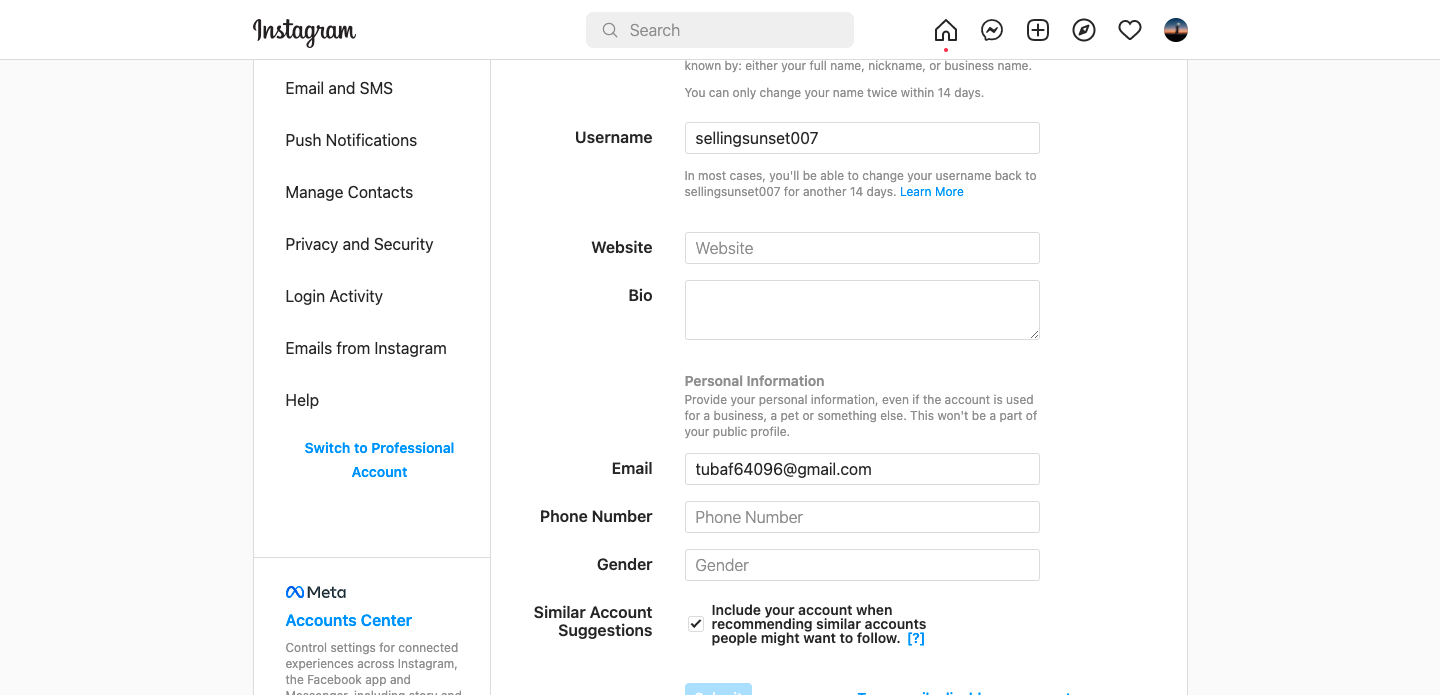 Instagram
Search
Email and SMS
Push Notifications
Manage Contacts
Privacy and Security
Login Activity
Emails from Instagram
Help
Switch to Professional
Account
Meta
Accounts Center
Control settings for connected
experiences across Instagram,
the Facebook app and
Messenger, including story and
known by: either your full name, nickname, or business name.
You can only change your name twice within 14 days.
Username
sellingsunset007
In most cases, you'll be able to change your username back to
sellingsunset007 for another 14 days. Learn More
Website
Website
Bio
Personal Information
Provide your personal information, even if the account is used
for a business, a pet or something else. This won't be a part of
your public profile.
Email
tubaf64096@gmail.com
Phone Number
Phone Number
Gender
Gender
Similar Account
Suggestions
Include your account when
recommending similar accounts
people might want to follow. [?]
Submit